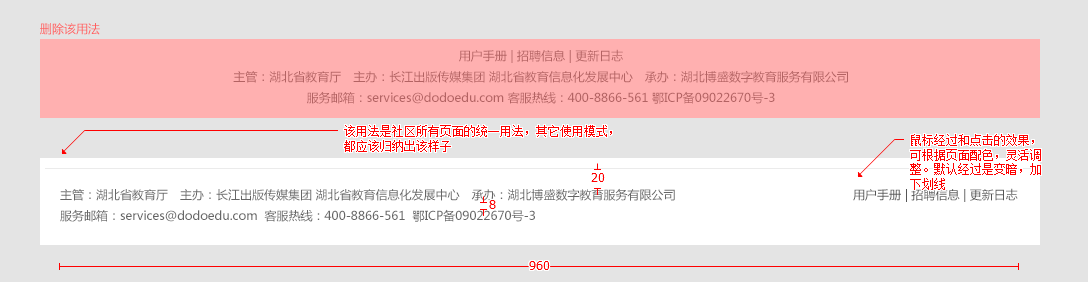 删除该用法
用户手册 | 招聘信息 | 更新日志
主管：湖北省教育厅 主办：长江出版传媒集团 湖北省教育信息化发展中心 承办：湖北博盛数字教育服务有限公司
服务邮箱：services@dodoedu.com 客服热线：400-8866-561 鄂ICP备09022670号-3
该用法是社区所有页面的统一用法，其它使用模式，
都应该归纳出该样子
鼠标经过和点击的效果，
可根据页面配色，灵活调
整。默认经过是变暗，加
下划线
20
主管：湖北省教育厅 主办：长江出版传媒集团 湖北省教育信息化发展中心 承办：湖北博盛数字教育服务有限公司
用户手册 | 招聘信息 | 更新日志
8
服务邮箱：services@dodoedu.com 客服热线：400-8866-561 鄂ICP备09022670号-3
960